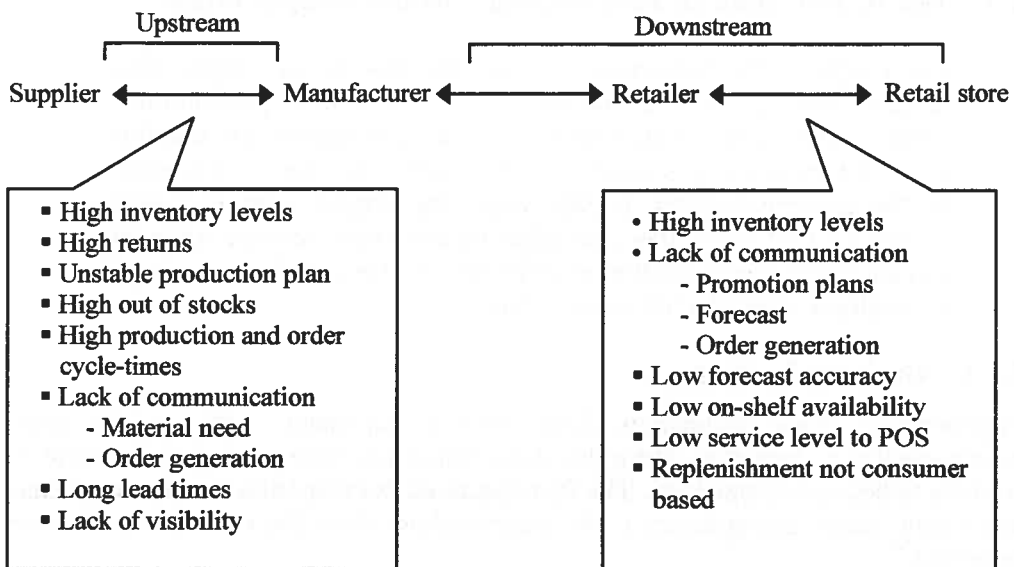 Upstream
Downstream
Supplier Manufacturer Retailer Retail store
▪ High inventory levels
▪ High returns
▪ Unstable production plan
▪ High out of stocks
▪ High production and order
cycle-times
▪ Lack of communication
- Material need
- Order generation
▪ Long lead times
▪ Lack of visibility
• High inventory levels
• Lack of communication
- Promotion plans
- Forecast
- Order generation
▪ Low forecast accuracy
▪ Low on-shelf availability
▪ Low service level to POS
▪ Replenishment not consumer
based